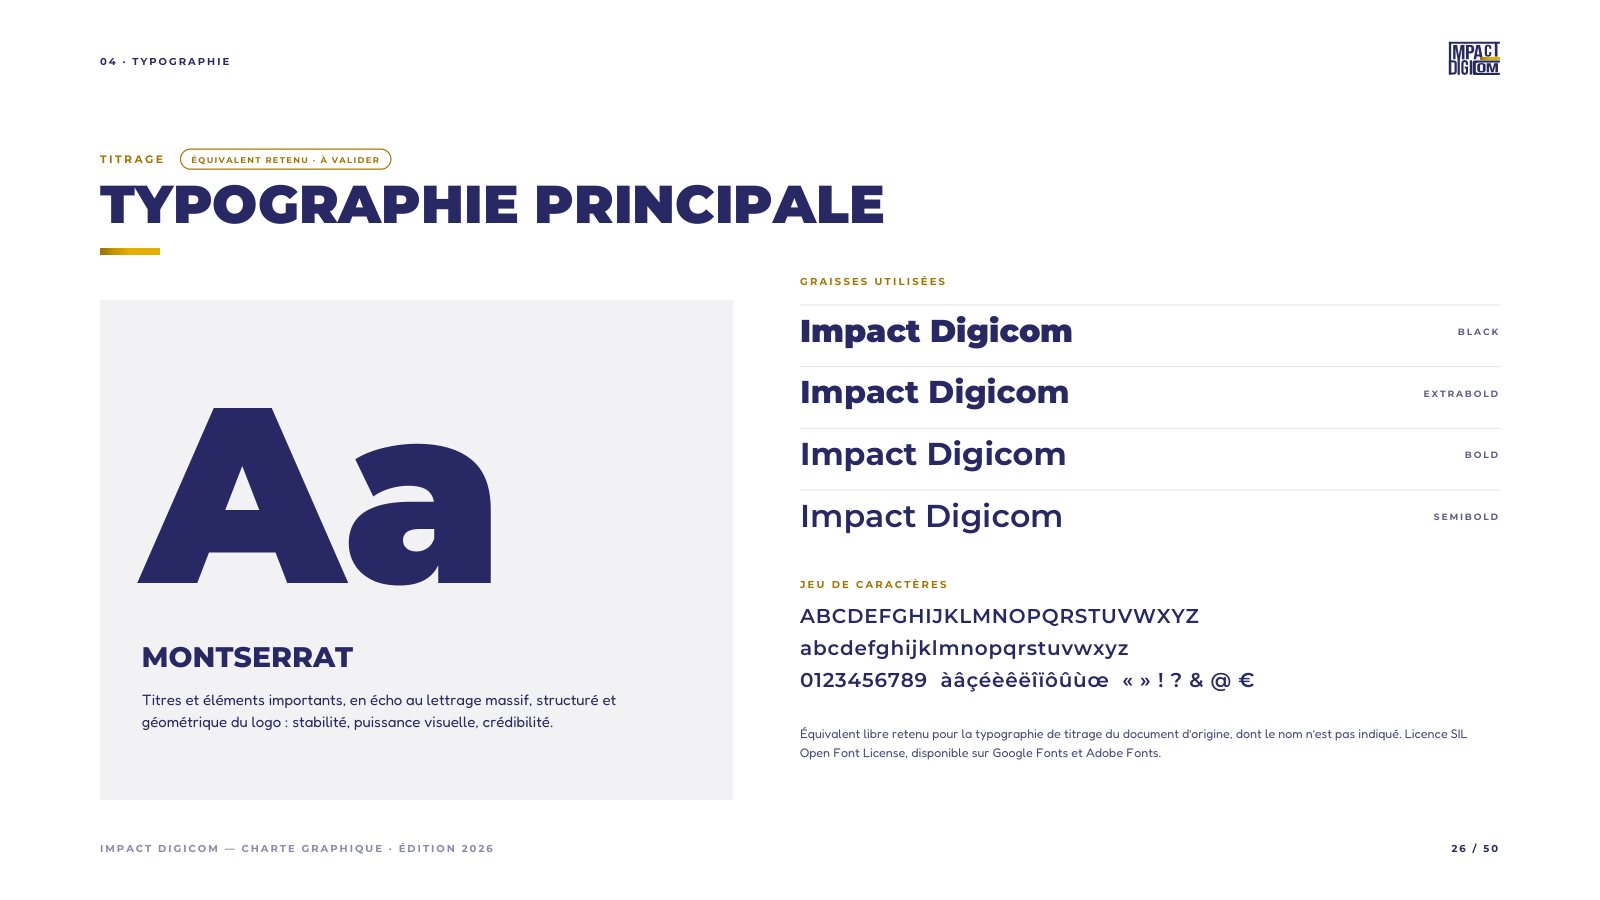 04 · TYPOGRAPHIE
IMPACT
DIGICOM
TITRAGE
ÉQUIVALENT RETENU · À VALIDER
TYPOGRAPHIE PRINCIPALE
Aa
MONTSERRAT
Titres et éléments importants, en écho au lettrage massif, structuré et
géométrique du logo : stabilité, puissance visuelle, crédibilité.
GRAISSES UTILISÉES
Impact Digicom BLACK
Impact Digicom EXTRABOLD
Impact Digicom BOLD
Impact Digicom SEMIBOLD
JEU DE CARACTÈRES
ABCDEFGHIJKLMNOPQRSTUVWXYZ
abcdefghijklmnopqrstuvwxyz
0123456789 àâçéèêëîïôûùœ « » ! ? & @ €
Équivalent libre retenu pour la typographie de titrage du document d'origine, dont le nom n'est pas indiqué. Licence SIL
Open Font License, disponible sur Google Fonts et Adobe Fonts.
IMPACT DIGICOM — CHARTE GRAPHIQUE · ÉDITION 2026
26 / 50